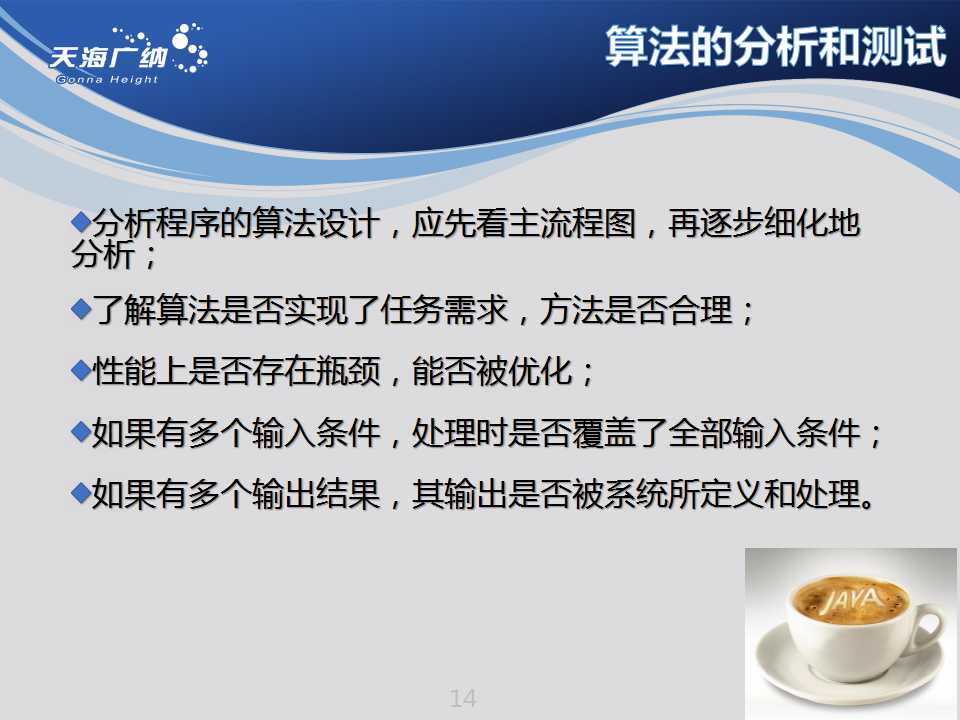 天海广纳
Gonna Height
算法的分析和测试
分析程序的算法设计，应先看主流程图，再逐步细化地
分析；
了解算法是否实现了任务需求，方法是否合理；
性能上是否存在瓶颈，能否被优化；
如果有多个输入条件，处理时是否覆盖了全部输入条件；
如果有多个输出结果，其输出是否被系统所定义和处理。
JAVA
14